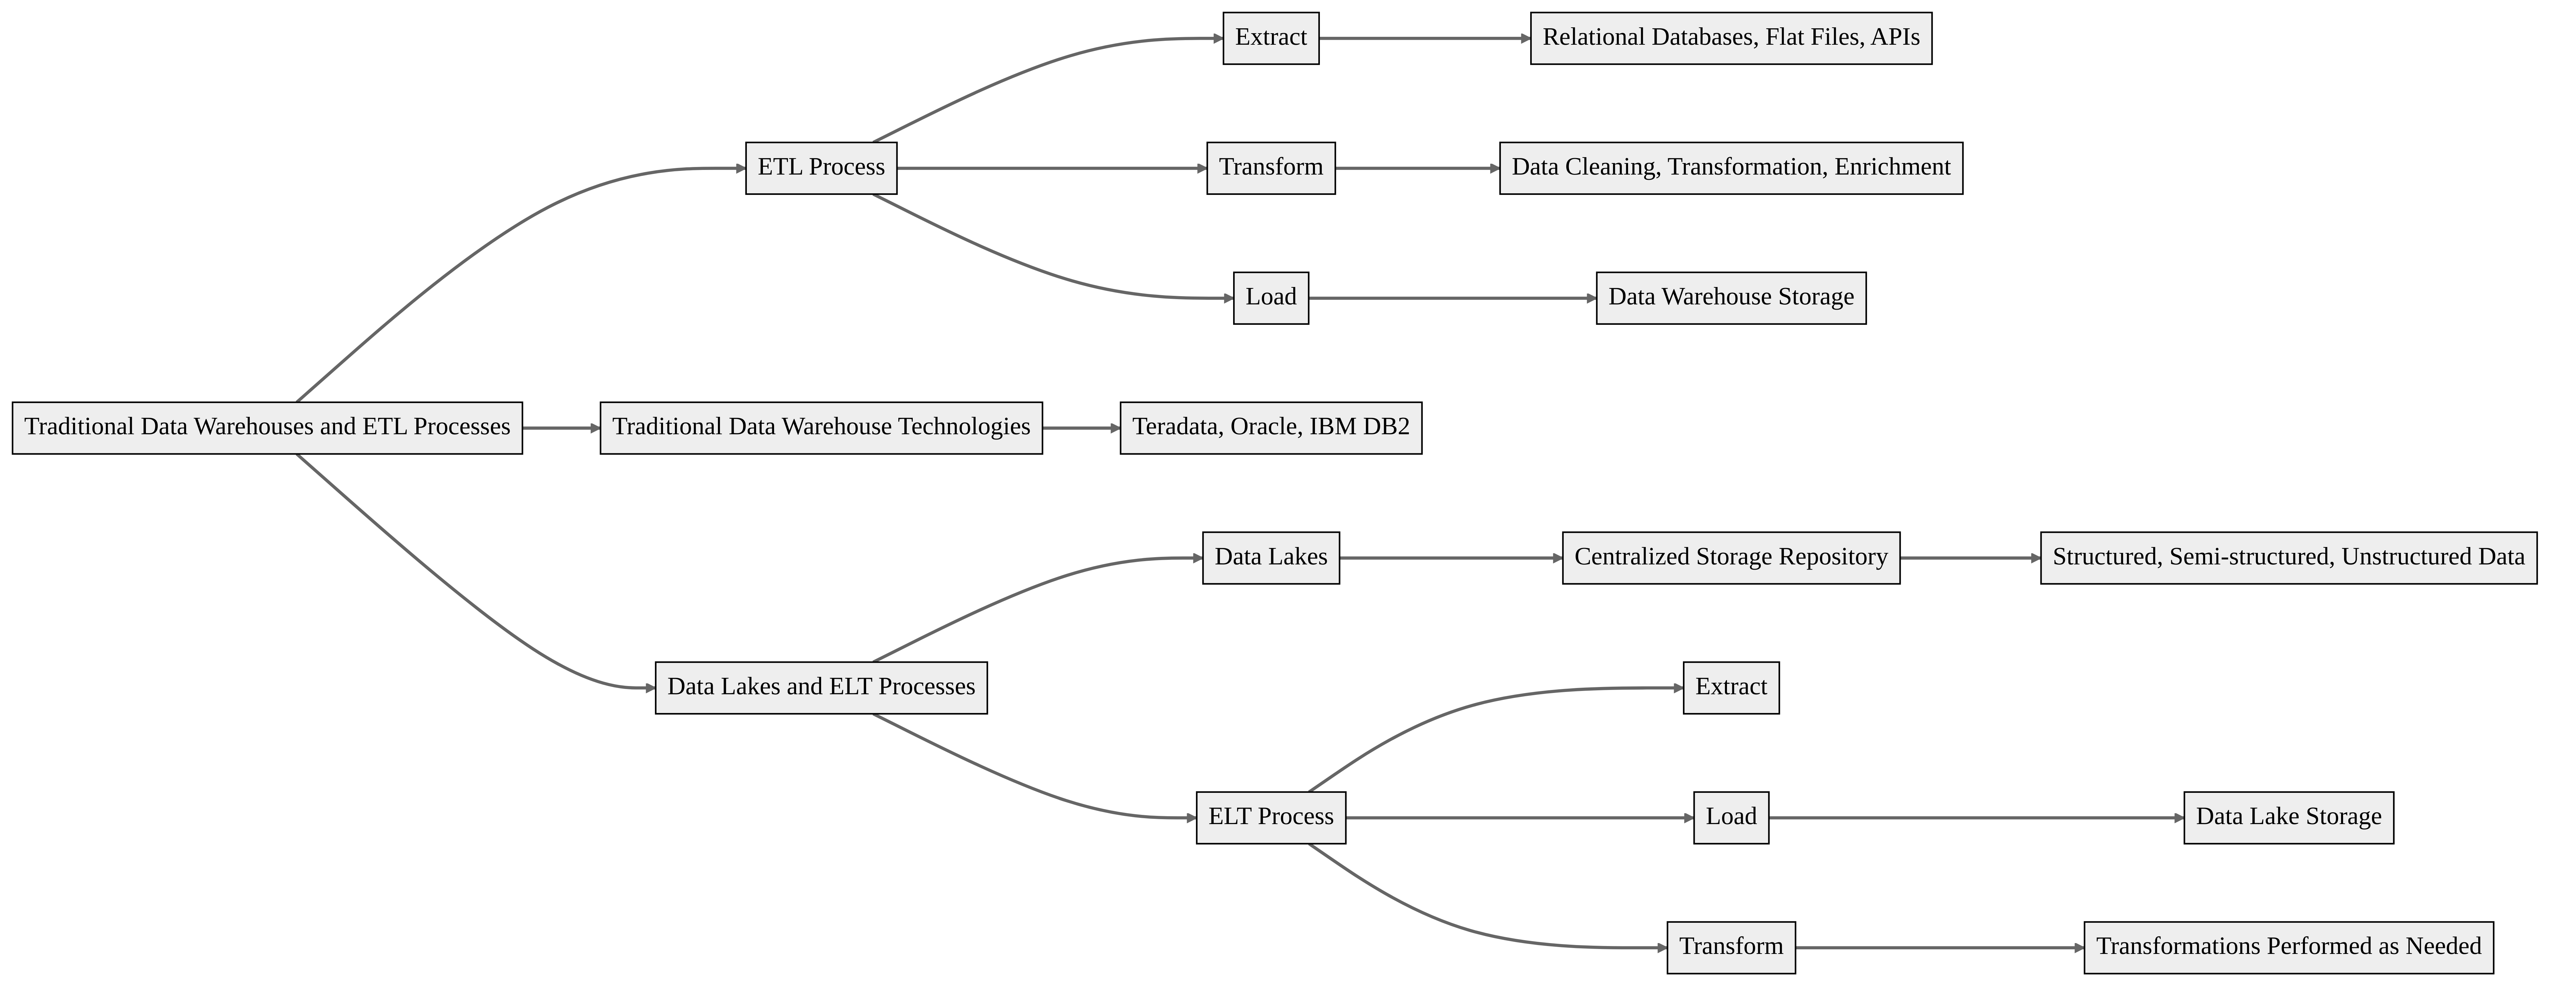 Extract
Relational Databases, Flat Files, APIs
ETL Process
Transform
Data Cleaning, Transformation, Enrichment
Load
Data Warehouse Storage
Traditional Data Warehouses and ETL Processes
Traditional Data Warehouse Technologies
Teradata, Oracle, IBM DB2
Data Lakes
Centralized Storage Repository
Structured, Semi-structured, Unstructured Data
Data Lakes and ELT Processes
Extract
ELT Process
Load
Data Lake Storage
Transform
Transformations Performed as Needed